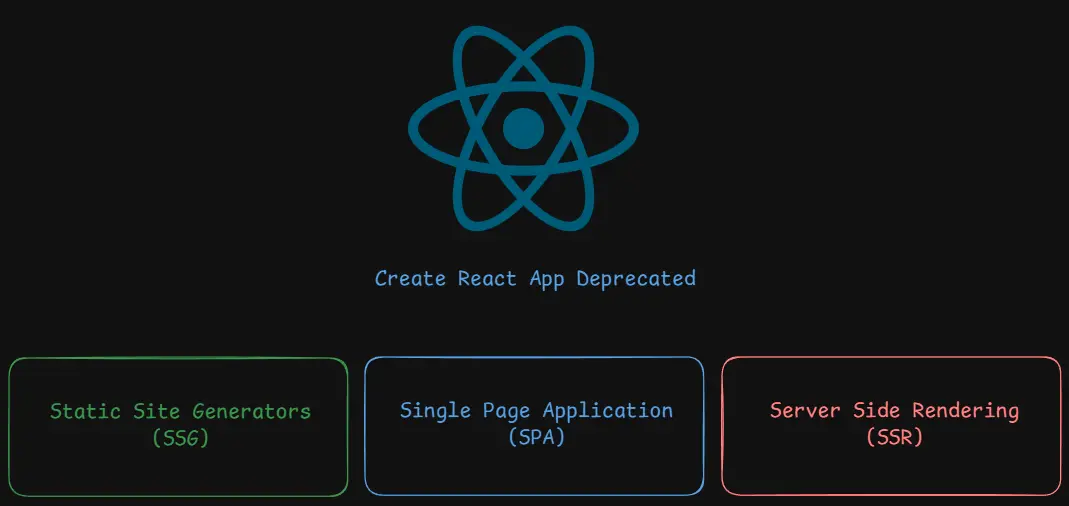 Create React App Deprecated
Static Site Generators
(SSG)
Single Page Application
(SPA)
Server Side Rendering
(SSR)